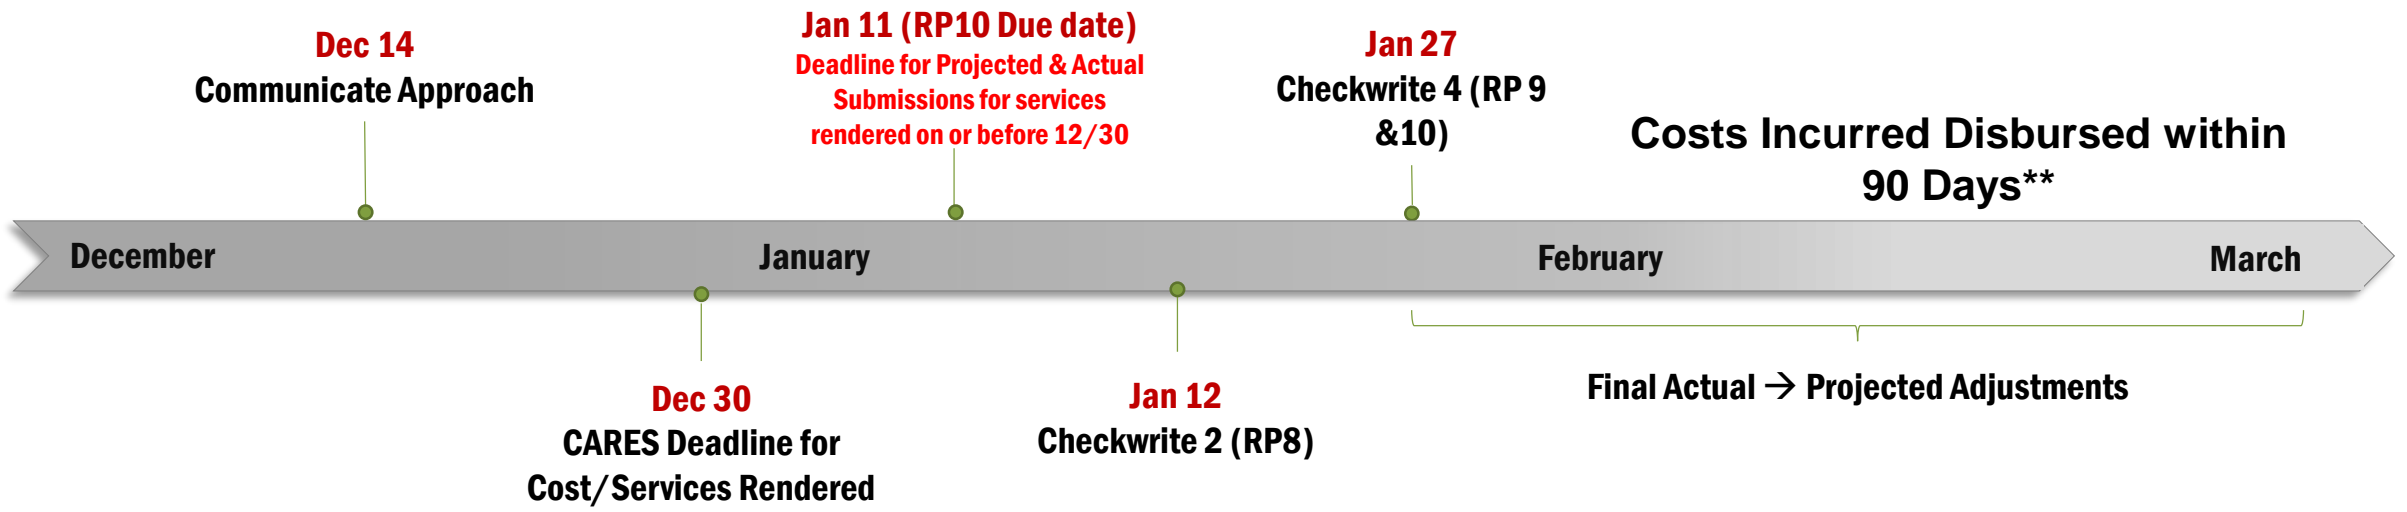 Dec 14
Communicate Approach
Jan 11 (RP10 Due date)
Deadline for Projected & Actual
Submissions for services
rendered on or before 12/30
Jan 27
Checkwrite 4 (RP 9
&10)
Costs Incurred Disbursed within
90 Days**
December
January
February
March
Dec 30
CARES Deadline for
Cost/Services Rendered
Jan 12
Checkwrite 2 (RP8)
Final Actual → Projected Adjustments